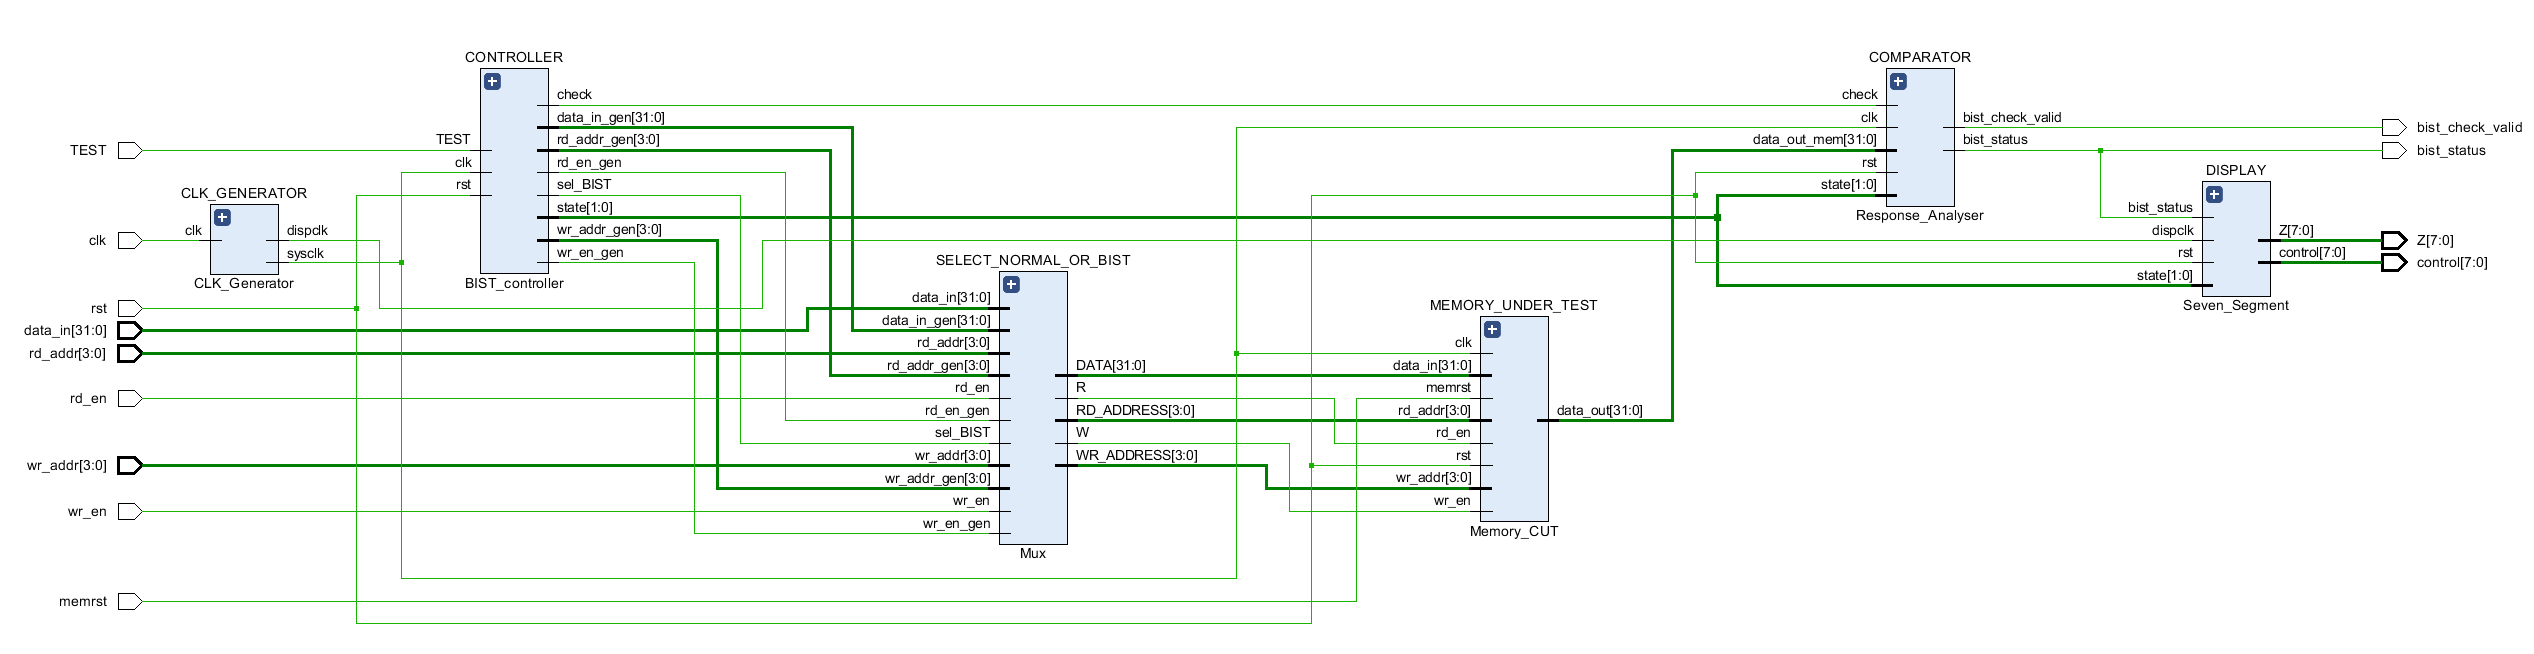 TEST
clk
rst
data_in[31:0]
rd_addr[3:0]
rd_en
wr_addr[3:0]
wr_en
memrst
CLK_GENERATOR
clk
dispclk
sysclk
CLK_Generator
CONTROLLER
TEST
clk
rst
check
data_in_gen[31:0]
rd_addr_gen[3:0]
rd_en_gen
sel_BIST
state[1:0]
wr_addr_gen[3:0]
wr_en_gen
BIST_controller
SELECT_NORMAL_OR_BIST
data_in[31:0]
data_in_gen[31:0]
rd_addr[3:0]
rd_addr_gen[3:0]
rd_en
rd_en_gen
sel_BIST
wr_addr[3:0]
wr_addr_gen[3:0]
wr_en
wr_en_gen
DATA[31:0]
R
RD_ADDRESS[3:0]
W
WR_ADDRESS[3:0]
Mux
MEMORY_UNDER_TEST
clk
data_in[31:0]
memrst
rd_addr[3:0]
rd_en
rst
wr_addr[3:0]
wr_en
data_out[31:0]
Memory_CUT
COMPARATOR
check
clk
data_out_mem[31:0]
rst
state[1:0]
bist_check_valid
bist_status
Response_Analyser
DISPLAY
bist_status
dispclk
rst
state[1:0]
Z[7:0]
control[7:0]
Seven_Segment
bist_check_valid
bist_status
Z[7:0]
control[7:0]